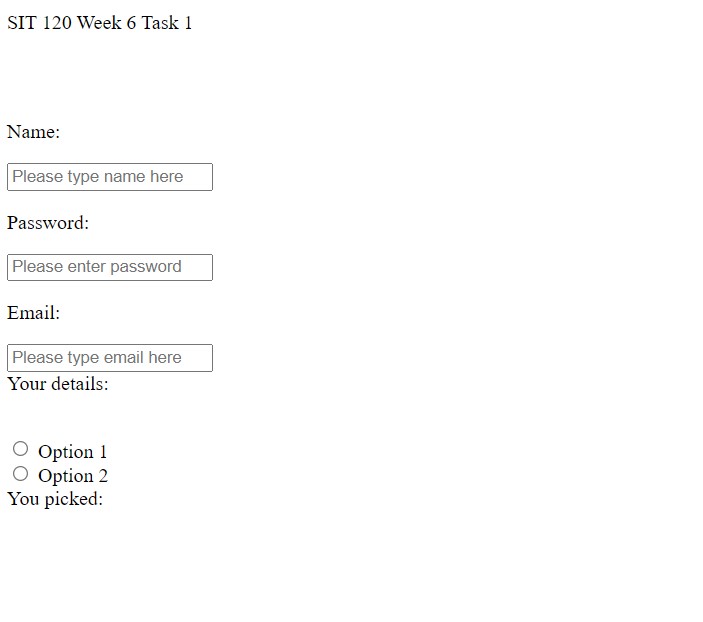 SIT 120 Week 6 Task 1
Name:
Please type name here
Password:
Please enter password
Email:
Please type email here
Your details:
Option 1
Option 2
You picked: